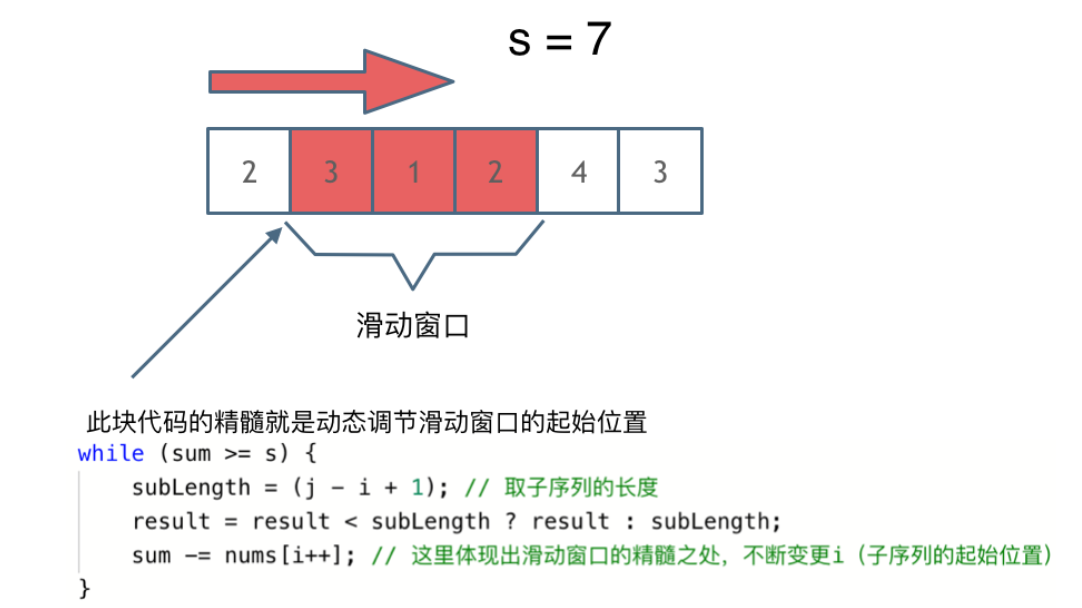 s = 7
2 3 1 2 4 3
滑动窗口
此块代码的精髓就是动态调节滑动窗口的起始位置
while (sum >= s) {
    subLength = (j - i + 1); // 取子序列的长度
    result = result < subLength ? result : subLength;
    sum -= nums[i++]; // 这里体现出滑动窗口的精髓之处，不断变更i（子序列的起始位置）
}